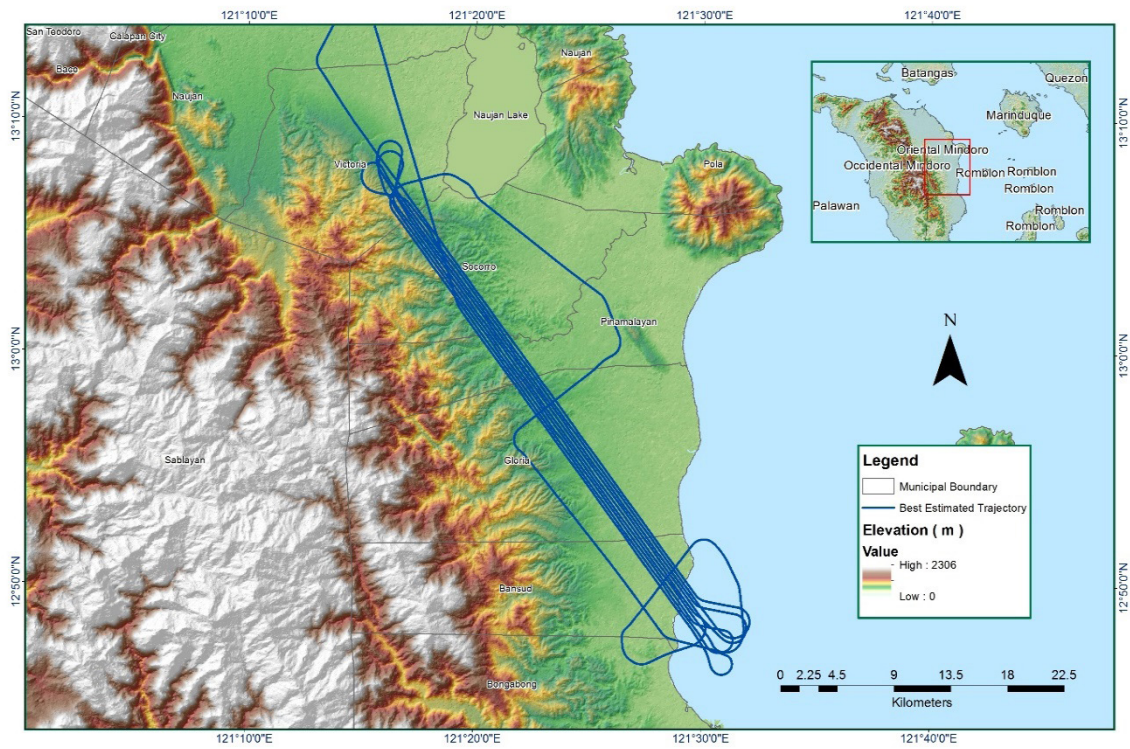 121°10'0"E
121°20'0"E
121°30'0"E
121°40'0"E
San Teodoro
Calapan City
Baco
Naujan
Naujan
Naujan Lake
Victoria
Pola
Socorro
Pinamalayan
Sablayan
Gloria
Bansud
Bongabong
13°10'0"N
13°0'0"N
12°50'0"N
13°10'0"N
13°0'0"N
12°50'0"N
Batangas
Quezon
Marinduque
Oriental Mindoro
Occidental Mindoro
Romblon
Romblon
Romblon
Palawan
Romblon
Romblon
N
Legend
Municipal Boundary
Best Estimated Trajectory
Elevation ( m )
Value
High : 2306
Low : 0
0 2.25 4.5 9 13.5 18 22.5
Kilometers
121°10'0"E
121°20'0"E
121°30'0"E
121°40'0"E